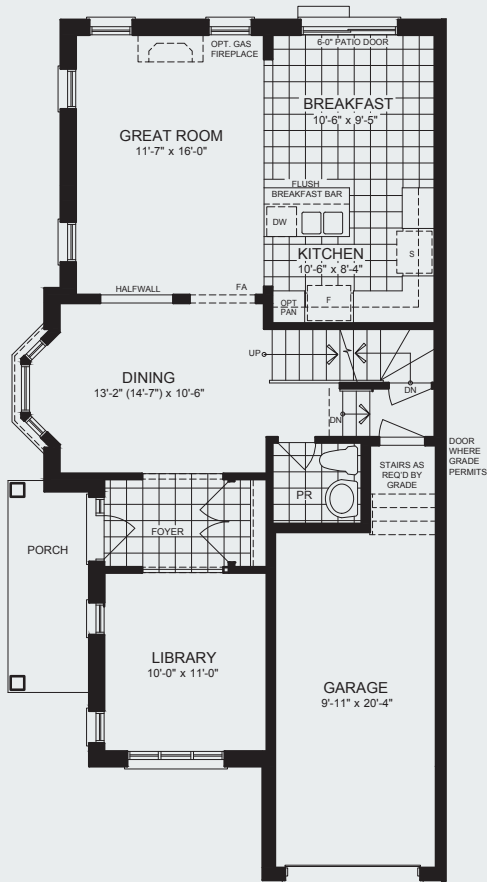 6-0" PATIO DOOR
OPT. GAS
FIREPLACE
BREAKFAST
10'-6" x 9'-5"
GREAT ROOM
11'-7" x 16'-0"
FLUSH
BREAKFAST BAR
DW
KITCHEN
10'-6" x 8'-4"
S
HALFWALL
FA
OPT
PAN
F
UP
DINING
13'-2" (14'-7") x 10'-6"
DN
DN
DOOR
WHERE
GRADE
PERMITS
STAIRS AS
REQ'D BY
GRADE
PR
FOYER
PORCH
LIBRARY
10'-0" x 11'-0"
GARAGE
9'-11" x 20'-4"